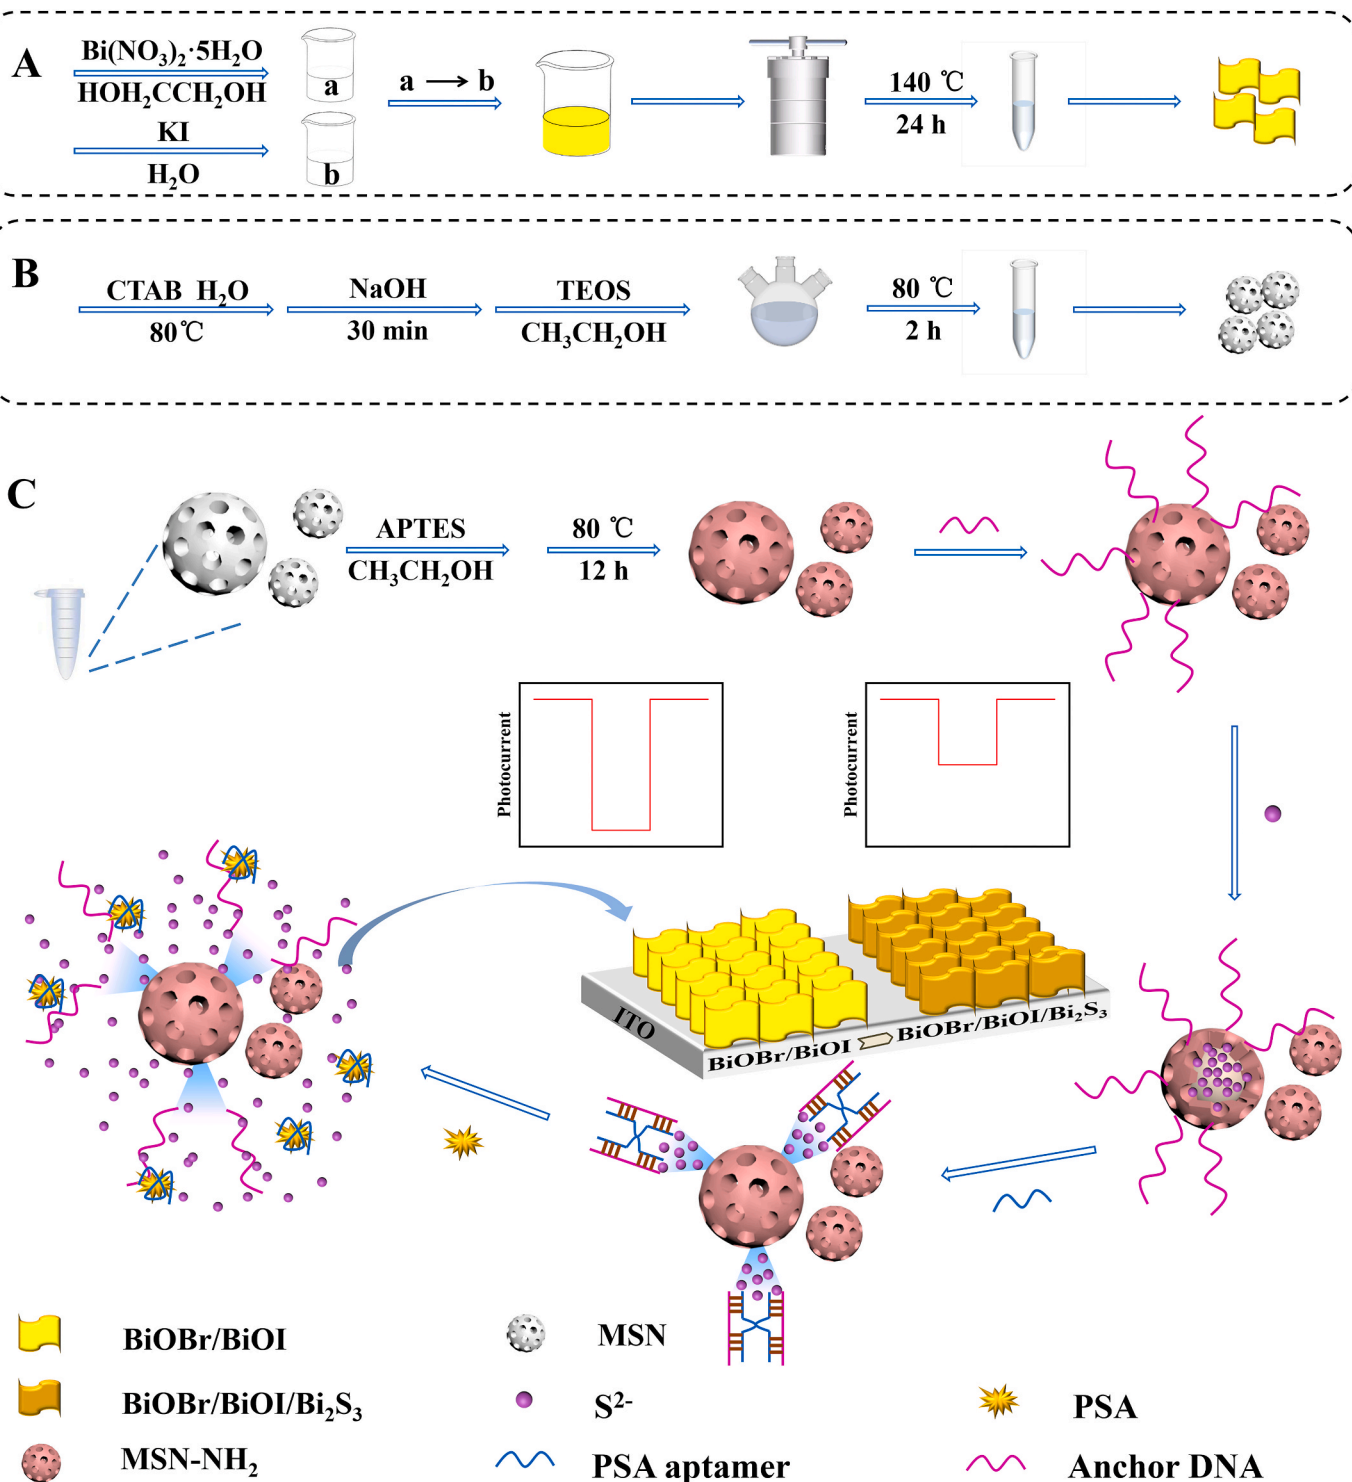 A
Bi(NO₃)₂·5H₂O
HOH₂CCH₂OH
a
KI
H₂O
b
a → b
140 ℃
24 h
B
CTAB H₂O
80℃
NaOH
30 min
TEOS
CH₃CH₂OH
80 ℃
2 h
C
APTES
CH₃CH₂OH
80 ℃
12 h
Photocurrent
Photocurrent
ITO
BiOBr/BiOI
BiOBr/BiOI/Bi₂S₃
BiOBr/BiOI
MSN
BiOBr/BiOI/Bi₂S₃
S²⁻
PSA
MSN-NH₂
PSA aptamer
Anchor DNA